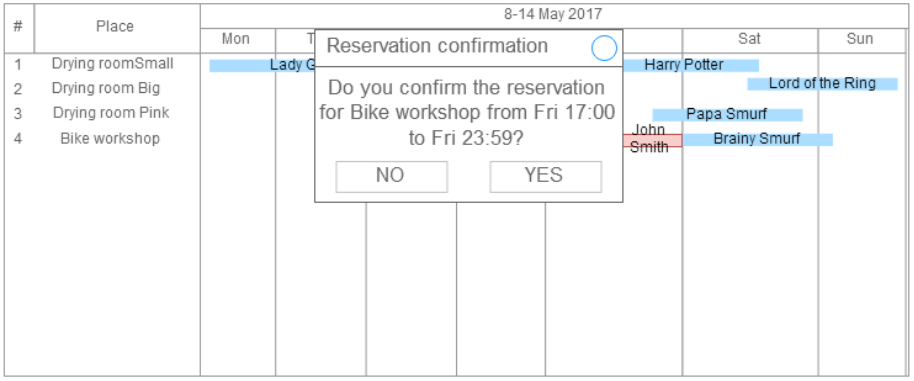 8-14 May 2017
# Place
Mon Sat Sun
Reservation confirmation
1 Drying roomSmall Lady G Harry Potter
2 Drying room Big Lord of the Ring
3 Drying room Pink Papa Smurf
4 Bike workshop John Smith Brainy Smurf
Do you confirm the reservation
for Bike workshop from Fri 17:00
to Fri 23:59?
NO YES